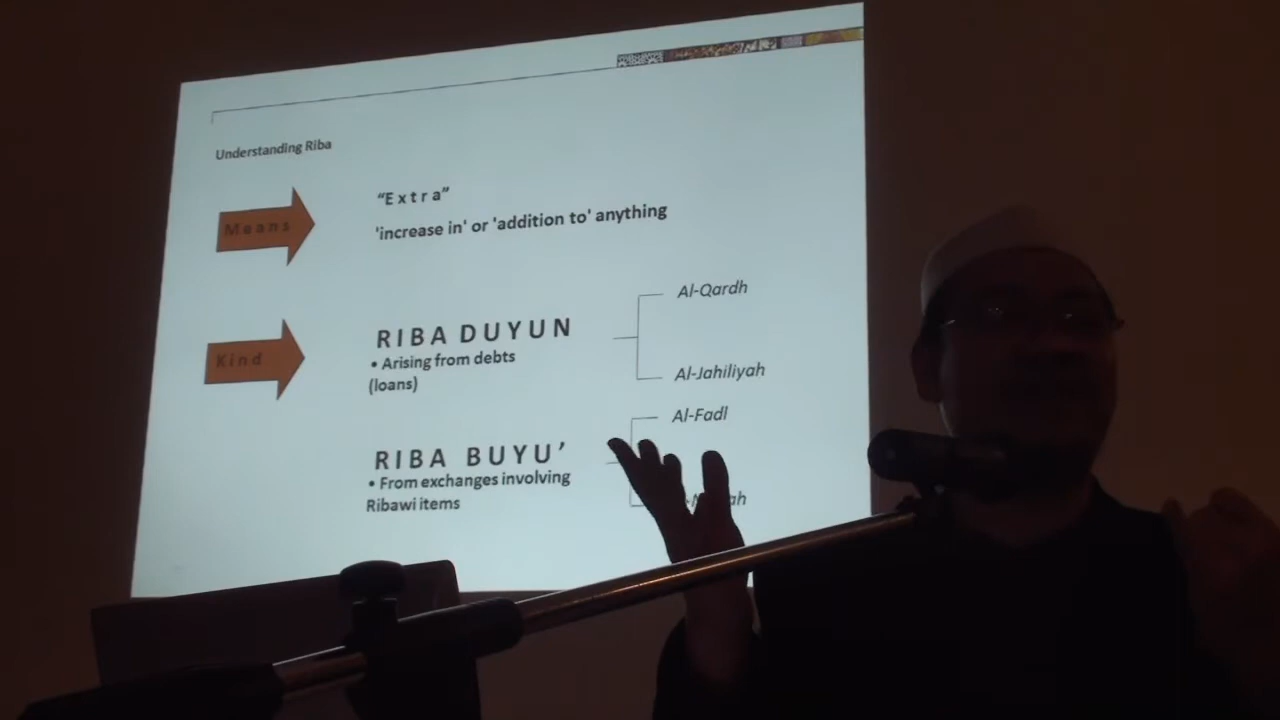 Understanding Riba
Means
"Extra"
'increase in' or 'addition to' anything
Kind
RIBA DUYUN
• Arising from debts
(loans)
Al-Qardh
Al-Jahiliyah
RIBA BUYU’
• From exchanges involving
Ribawi items
Al-Fadl